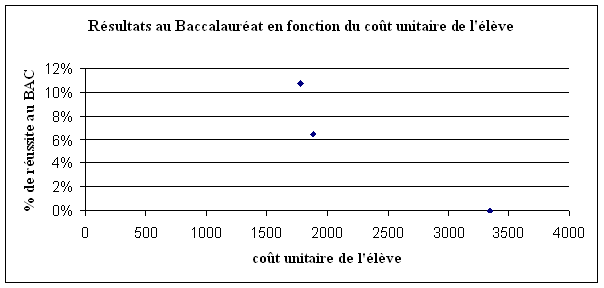 Résultats au Baccalauréat en fonction du coût unitaire de l'élève
% de réussite au BAC
12%
10%
8%
6%
4%
2%
0%
0 500 1000 1500 2000 2500 3000 3500 4000
coût unitaire de l'élève